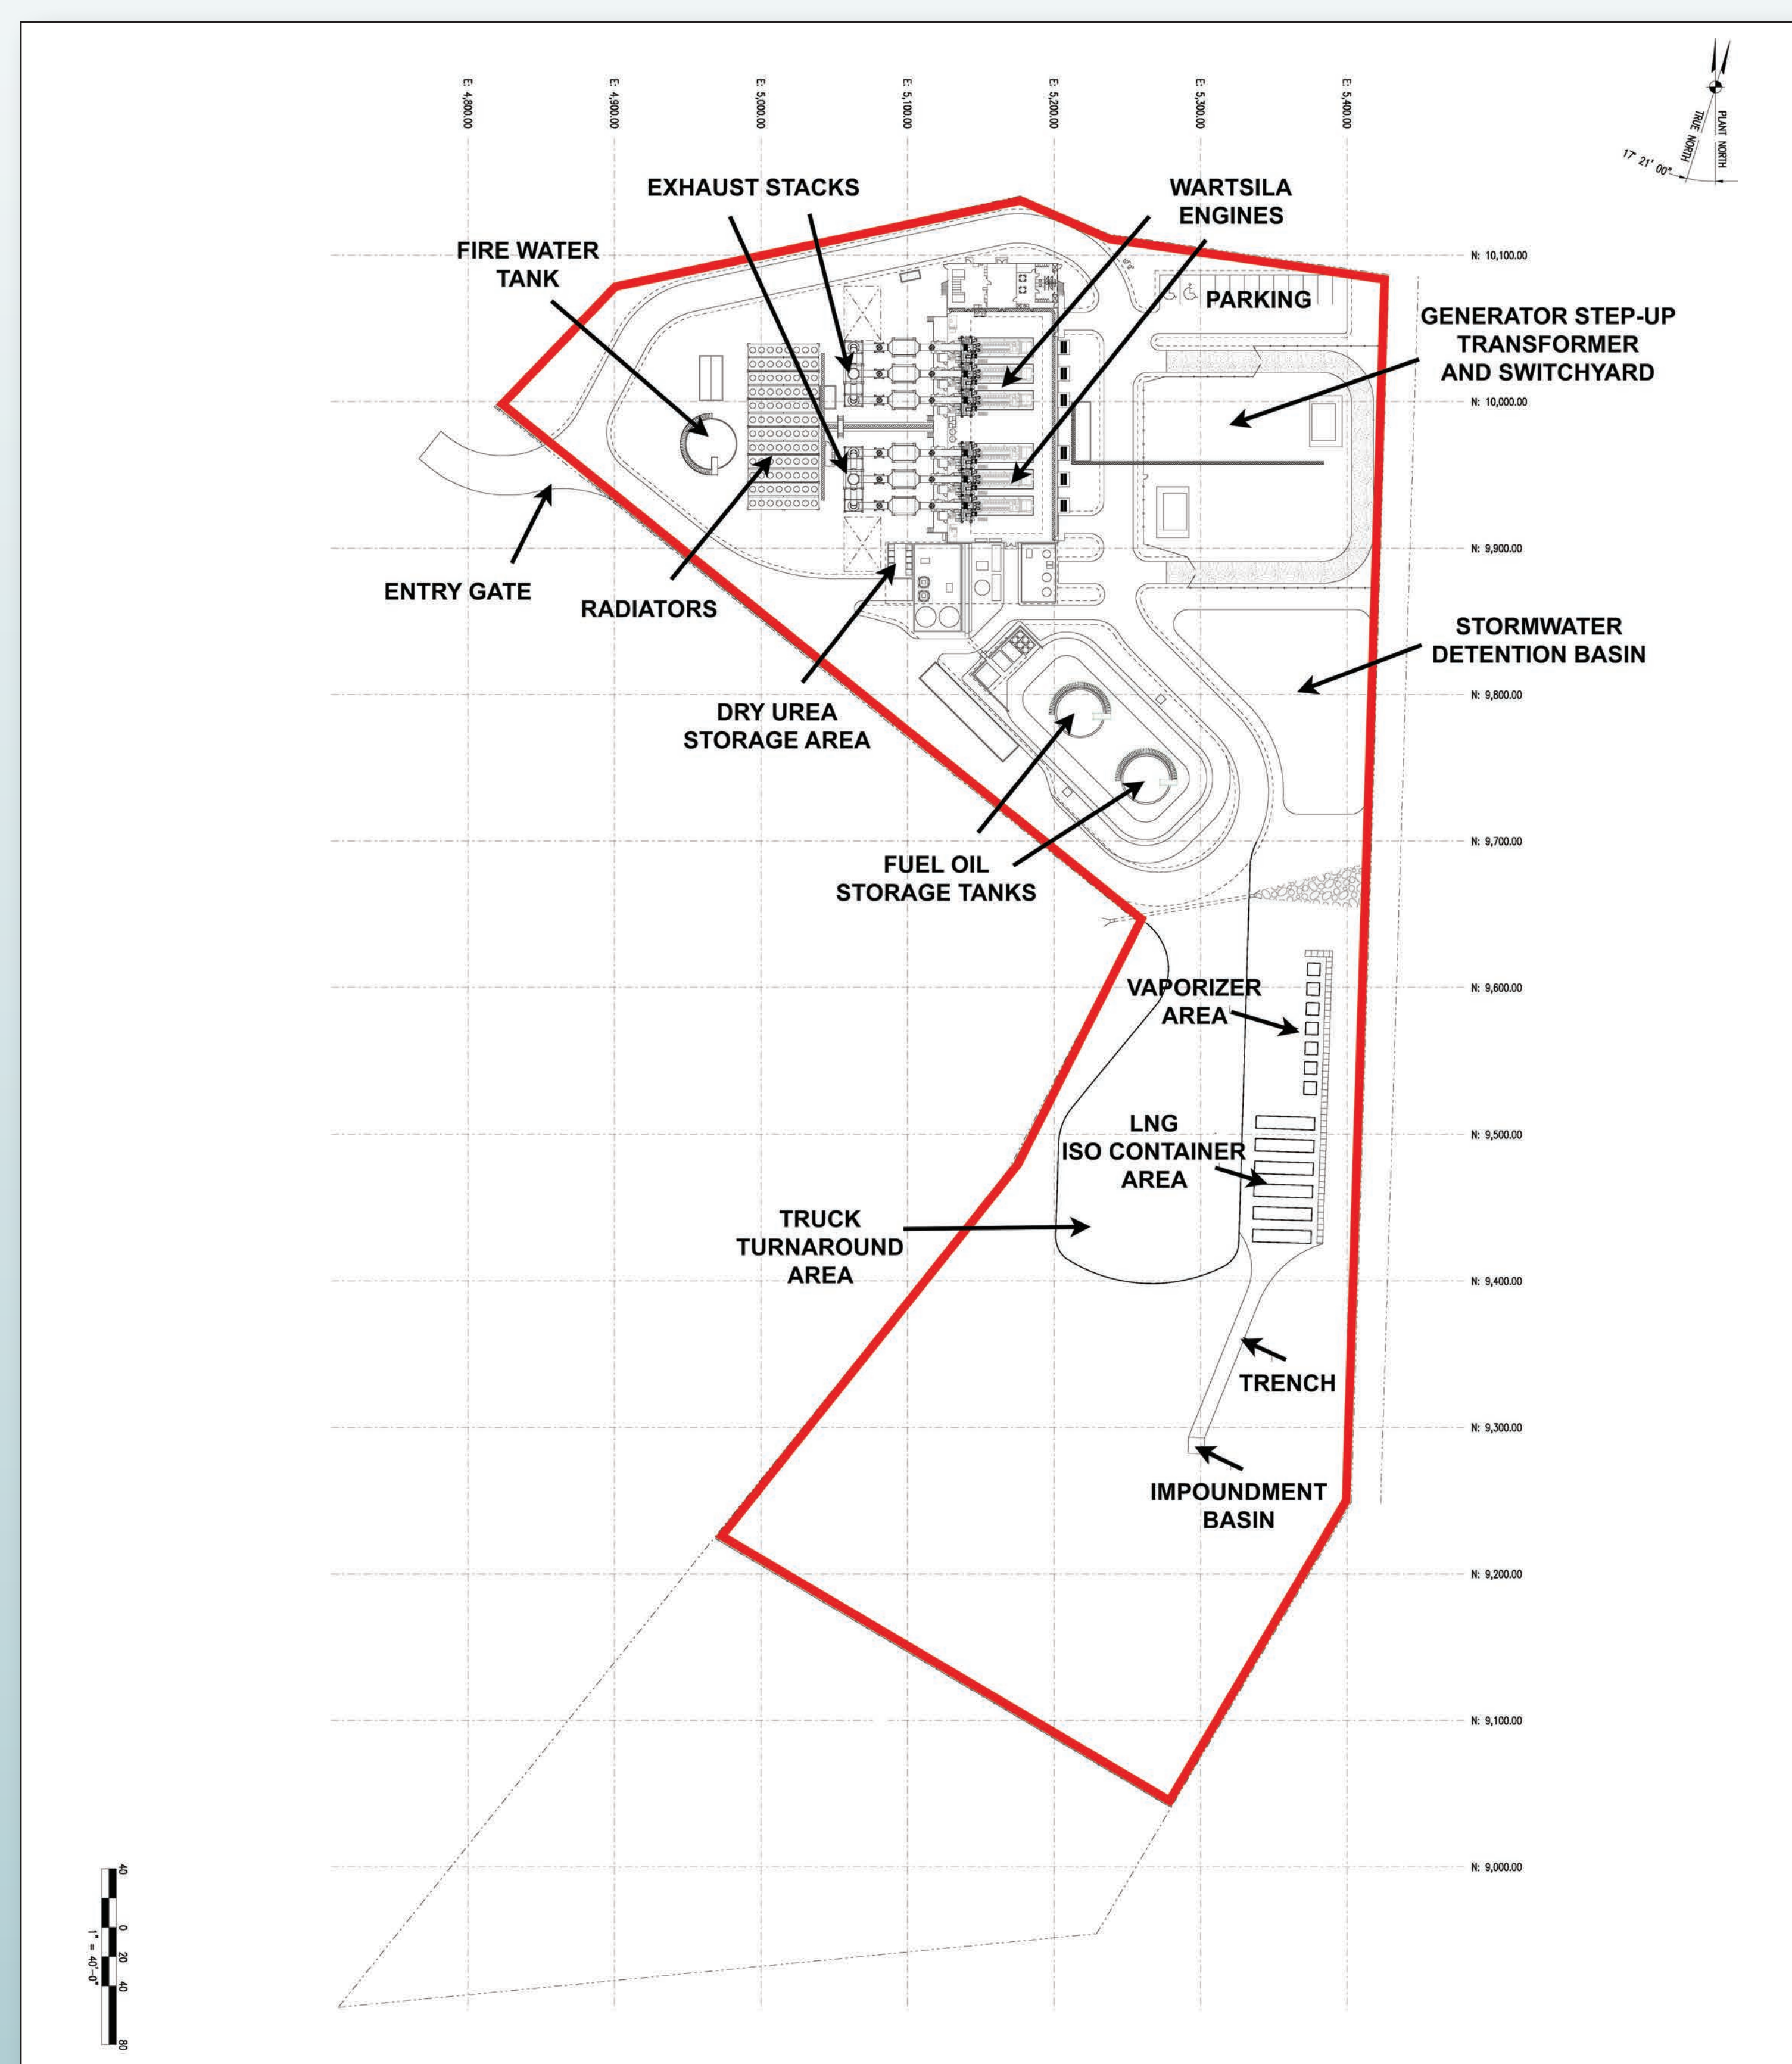 E: 4,800.00
E: 4,900.00
E: 5,000.00
E: 5,100.00
E: 5,200.00
E: 5,300.00
E: 5,400.00
PLANT NORTH
TRUE NORTH
17° 21' 00"
EXHAUST STACKS
WARTSILA
ENGINES
FIRE WATER
TANK
N: 10,100.00
PARKING
GENERATOR STEP-UP
TRANSFORMER
AND SWITCHYARD
N: 10,000.00
N: 9,900.00
ENTRY GATE
RADIATORS
STORMWATER
DETENTION BASIN
N: 9,800.00
DRY UREA
STORAGE AREA
N: 9,700.00
FUEL OIL
STORAGE TANKS
N: 9,600.00
VAPORIZER
AREA
LNG
ISO CONTAINER
AREA
N: 9,500.00
TRUCK
TURNAROUND
AREA
N: 9,400.00
TRENCH
N: 9,300.00
IMPOUNDMENT
BASIN
N: 9,200.00
N: 9,100.00
N: 9,000.00
40
0
20
40
80
1" = 40'-0"